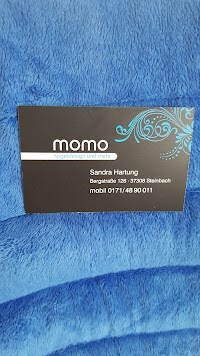 momo
nageldesign und mehr
Sandra Hartung
Bergstraße 126 · 37308 Steinbach
mobil 0171/48 90 011